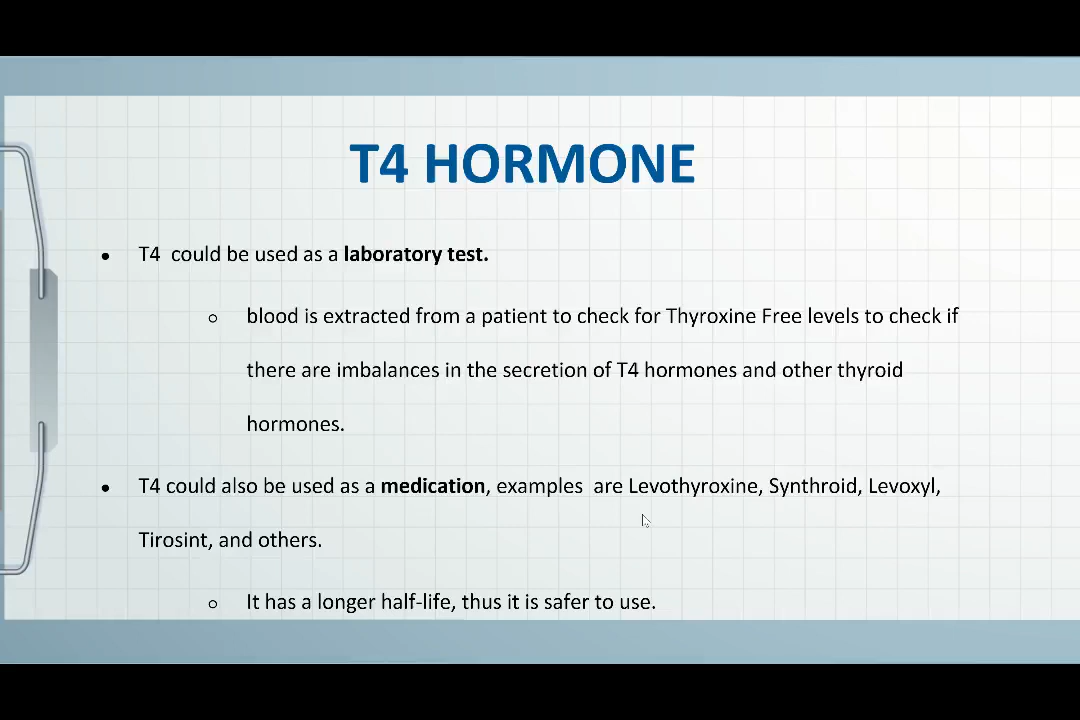 T4 HORMONE
● T4  could be used as a laboratory test.
○ blood is extracted from a patient to check for Thyroxine Free levels to check if
there are imbalances in the secretion of T4 hormones and other thyroid
hormones.
● T4 could also be used as a medication, examples  are Levothyroxine, Synthroid, Levoxyl,
Tirosint, and others.
○ It has a longer half-life, thus it is safer to use.